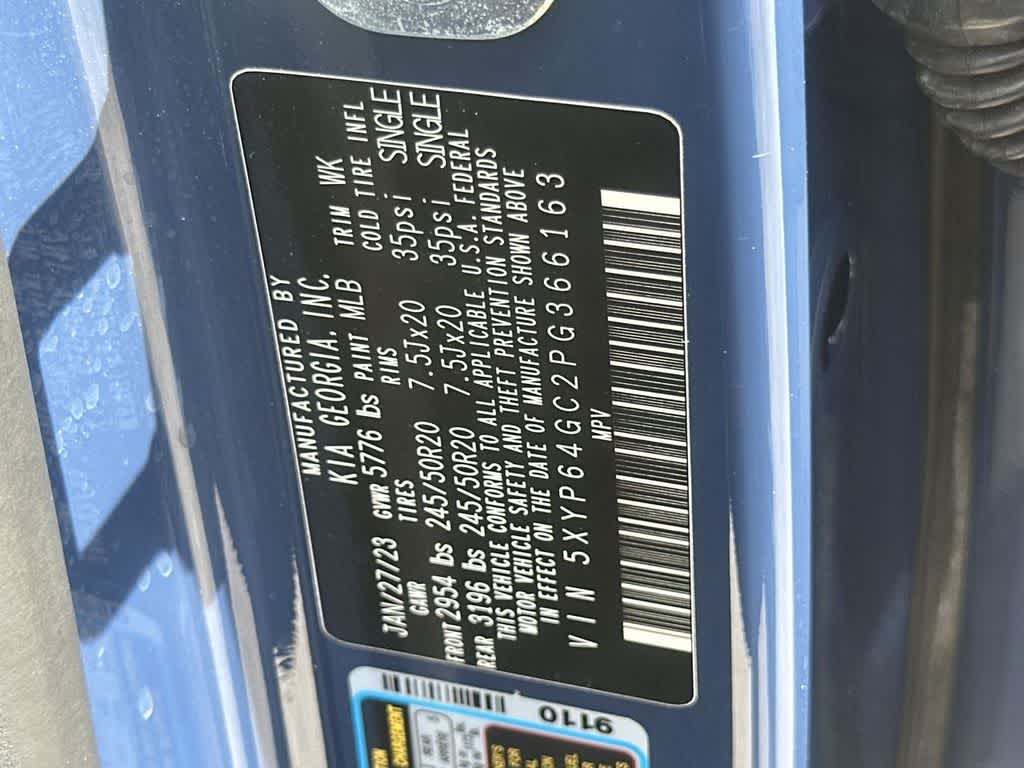 MANUFACTURED BY
KIA GEORGIA, INC.
JAN/27/23 GVWR 5776 lbs PAINT MLB TRIM WK
GAWR TIRES RIMS COLD TIRE INFL
FRONT 2954 lbs 245/50R20 7.5Jx20 35psi SINGLE
REAR 3196 lbs 245/50R20 7.5Jx20 35psi SINGLE
THIS VEHICLE CONFORMS TO ALL APPLICABLE U.S.A. FEDERAL
MOTOR VEHICLE SAFETY AND THEFT PREVENTION STANDARDS
IN EFFECT ON THE DATE OF MANUFACTURE SHOWN ABOVE
VIN 5XYP64GC2PG366163
MPV
9110